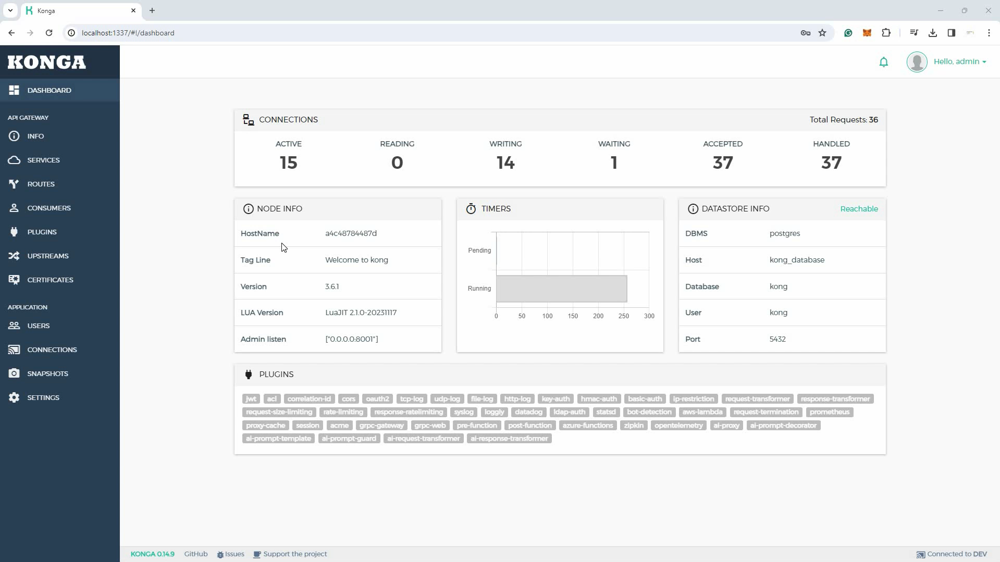 Konga
localhost:1337/#!/dashboard
KONGA
Hello, admin
DASHBOARD
API GATEWAY
INFO
SERVICES
ROUTES
CONSUMERS
PLUGINS
UPSTREAMS
CERTIFICATES
APPLICATION
USERS
CONNECTIONS
SNAPSHOTS
SETTINGS
CONNECTIONS Total Requests: 36
ACTIVE READING WRITING WAITING ACCEPTED HANDLED
15 0 14 1 37 37
NODE INFO
HostName a4c48784487d
Tag Line Welcome to kong
Version 3.6.1
LUA Version LuaJIT 2.1.0-20231117
Admin listen ["0.0.0.0:8001"]
TIMERS
Pending
Running
0 50 100 150 200 250 300
DATASTORE INFO Reachable
DBMS postgres
Host kong_database
Database kong
User kong
Port 5432
PLUGINS
jwt acl correlation-id cors oauth2 tcp-log udp-log file-log http-log key-auth hmac-auth basic-auth ip-restriction request-transformer response-transformer
request-size-limiting rate-limiting response-ratelimiting syslog loggly datadog ldap-auth statsd bot-detection aws-lambda request-termination prometheus
proxy-cache session acme grpc-gateway grpc-web pre-function post-function azure-functions zipkin opentelemetry ai-proxy ai-prompt-decorator
ai-prompt-template ai-prompt-guard ai-request-transformer ai-response-transformer
KONGA 0.14.9 GitHub Issues Support the project Connected to DEV